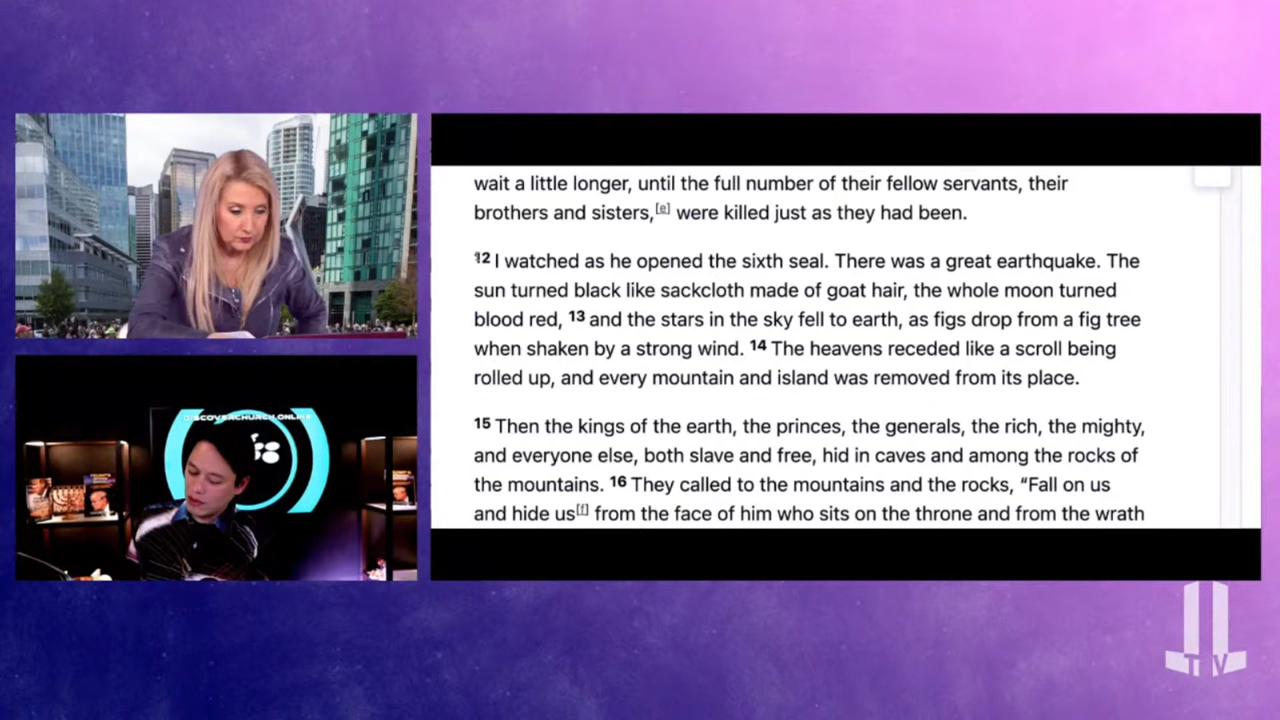 DISCOVERCHURCH.ONLINE
wait a little longer, until the full number of their fellow servants, their
brothers and sisters,[e] were killed just as they had been.
12 I watched as he opened the sixth seal. There was a great earthquake. The
sun turned black like sackcloth made of goat hair, the whole moon turned
blood red, 13 and the stars in the sky fell to earth, as figs drop from a fig tree
when shaken by a strong wind. 14 The heavens receded like a scroll being
rolled up, and every mountain and island was removed from its place.
15 Then the kings of the earth, the princes, the generals, the rich, the mighty,
and everyone else, both slave and free, hid in caves and among the rocks of
the mountains. 16 They called to the mountains and the rocks, “Fall on us
and hide us[f] from the face of him who sits on the throne and from the wrath
TV